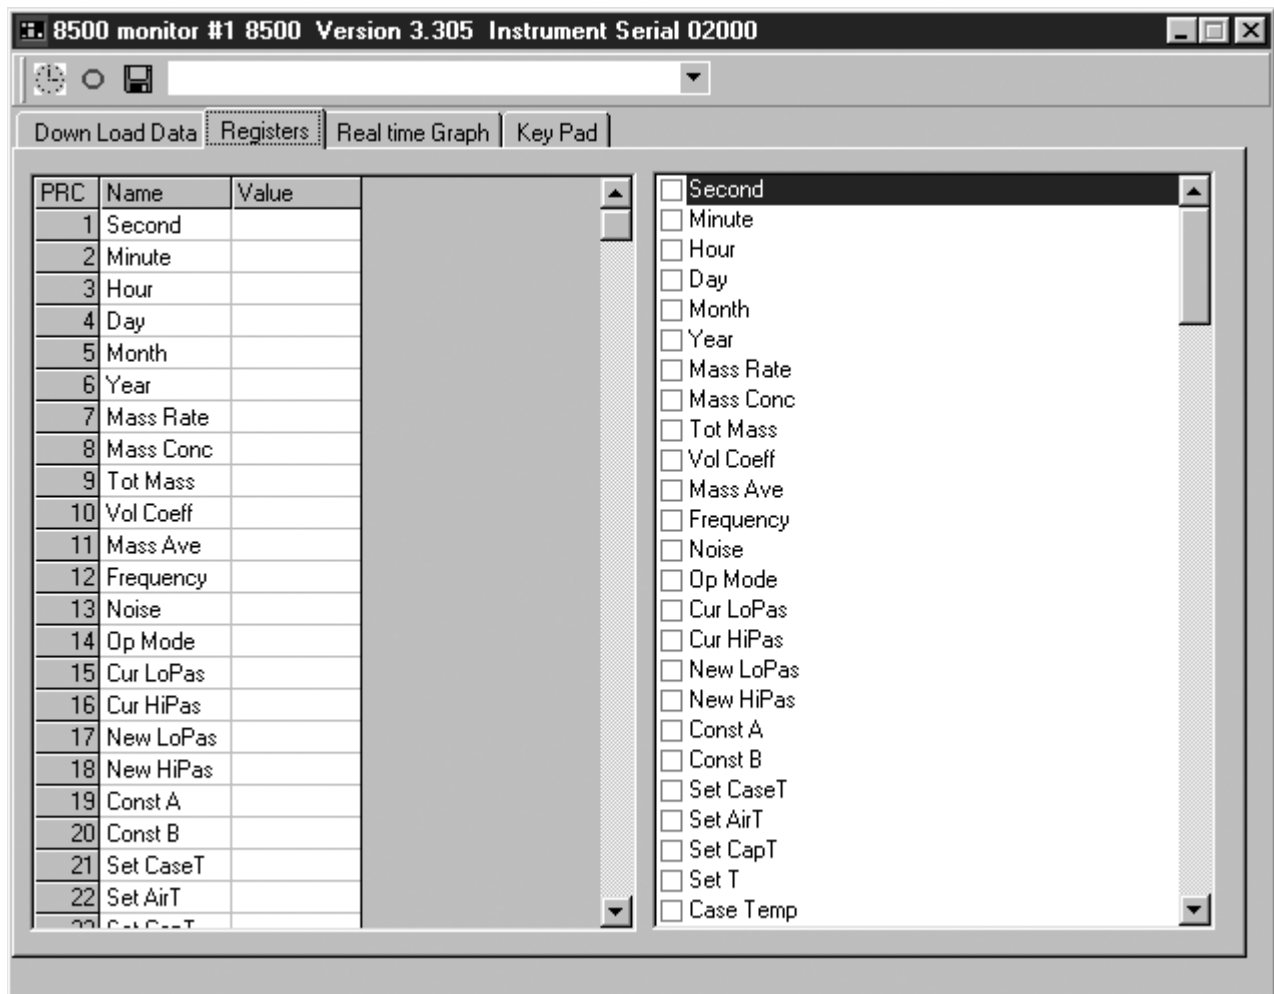 8500 monitor #1 8500 Version 3.305 Instrument Serial 02000
Down Load Data Registers Real time Graph Key Pad
PRC Name Value
1 Second
2 Minute
3 Hour
4 Day
5 Month
6 Year
7 Mass Rate
8 Mass Conc
9 Tot Mass
10 Vol Coeff
11 Mass Ave
12 Frequency
13 Noise
14 Op Mode
15 Cur LoPas
16 Cur HiPas
17 New LoPas
18 New HiPas
19 Const A
20 Const B
21 Set CaseT
22 Set AirT
23 Set CapT
Second
Minute
Hour
Day
Month
Year
Mass Rate
Mass Conc
Tot Mass
Vol Coeff
Mass Ave
Frequency
Noise
Op Mode
Cur LoPas
Cur HiPas
New LoPas
New HiPas
Const A
Const B
Set CaseT
Set AirT
Set CapT
Set T
Case Temp